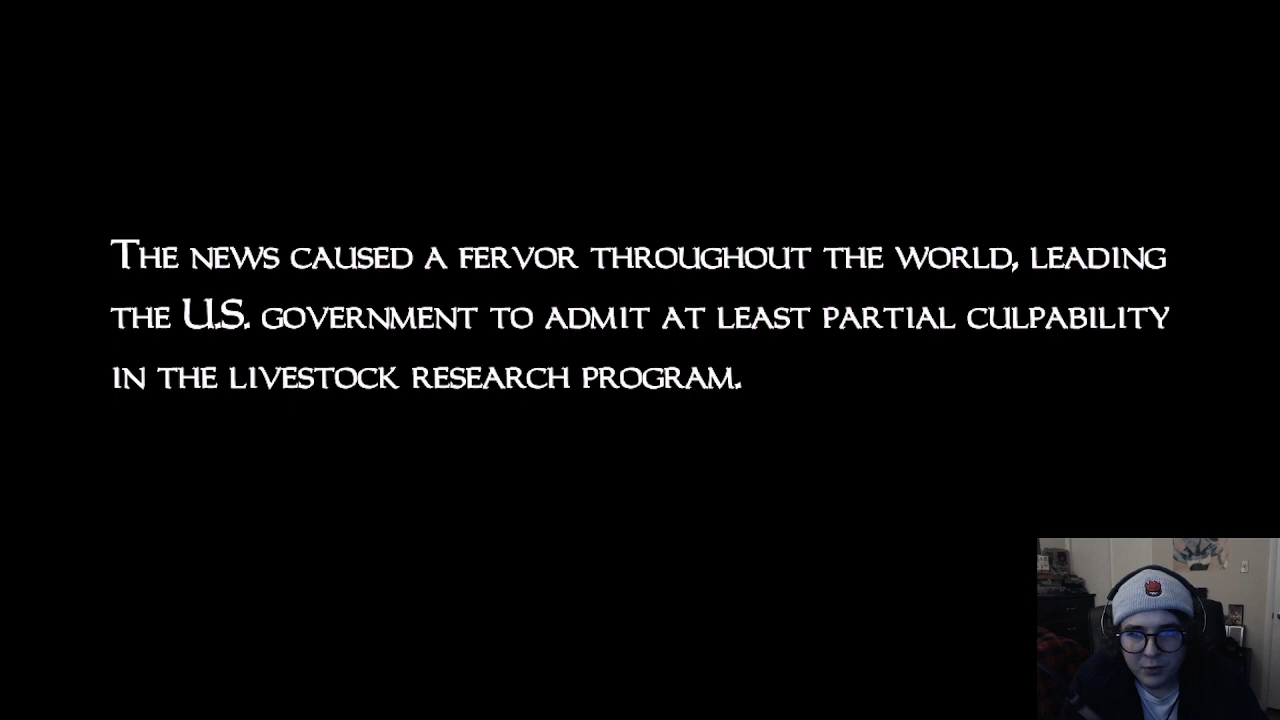 The news caused a fervor throughout the world, leading
the U.S. government to admit at least partial culpability
in the livestock research program.